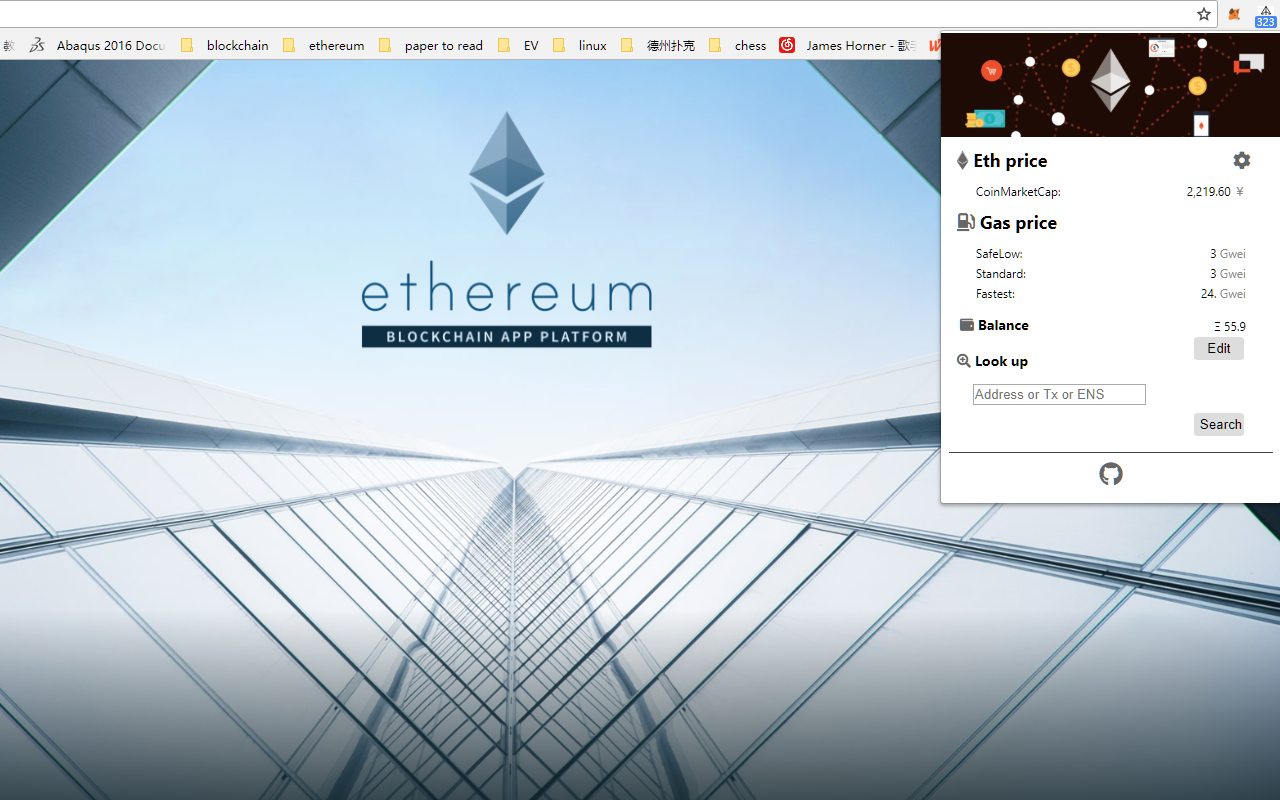 323
Abaqus 2016 Docu
blockchain
ethereum
paper to read
EV
linux
德州扑克
chess
James Horner - 歌手
Eth price
CoinMarketCap: 2,219.60 ¥
Gas price
SafeLow: 3 Gwei
Standard: 3 Gwei
Fastest: 24. Gwei
Balance Ξ 55.9
Edit
Look up
Address or Tx or ENS
Search
ethereum
BLOCKCHAIN APP PLATFORM